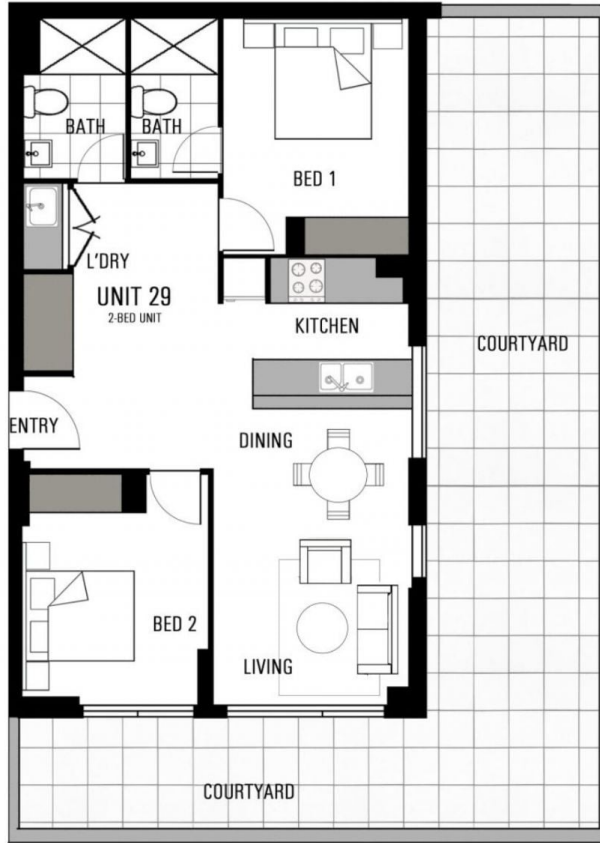 BATH
BATH
BED 1
L'DRY
UNIT 29
2-BED UNIT
KITCHEN
COURTYARD
ENTRY
DINING
BED 2
LIVING
COURTYARD